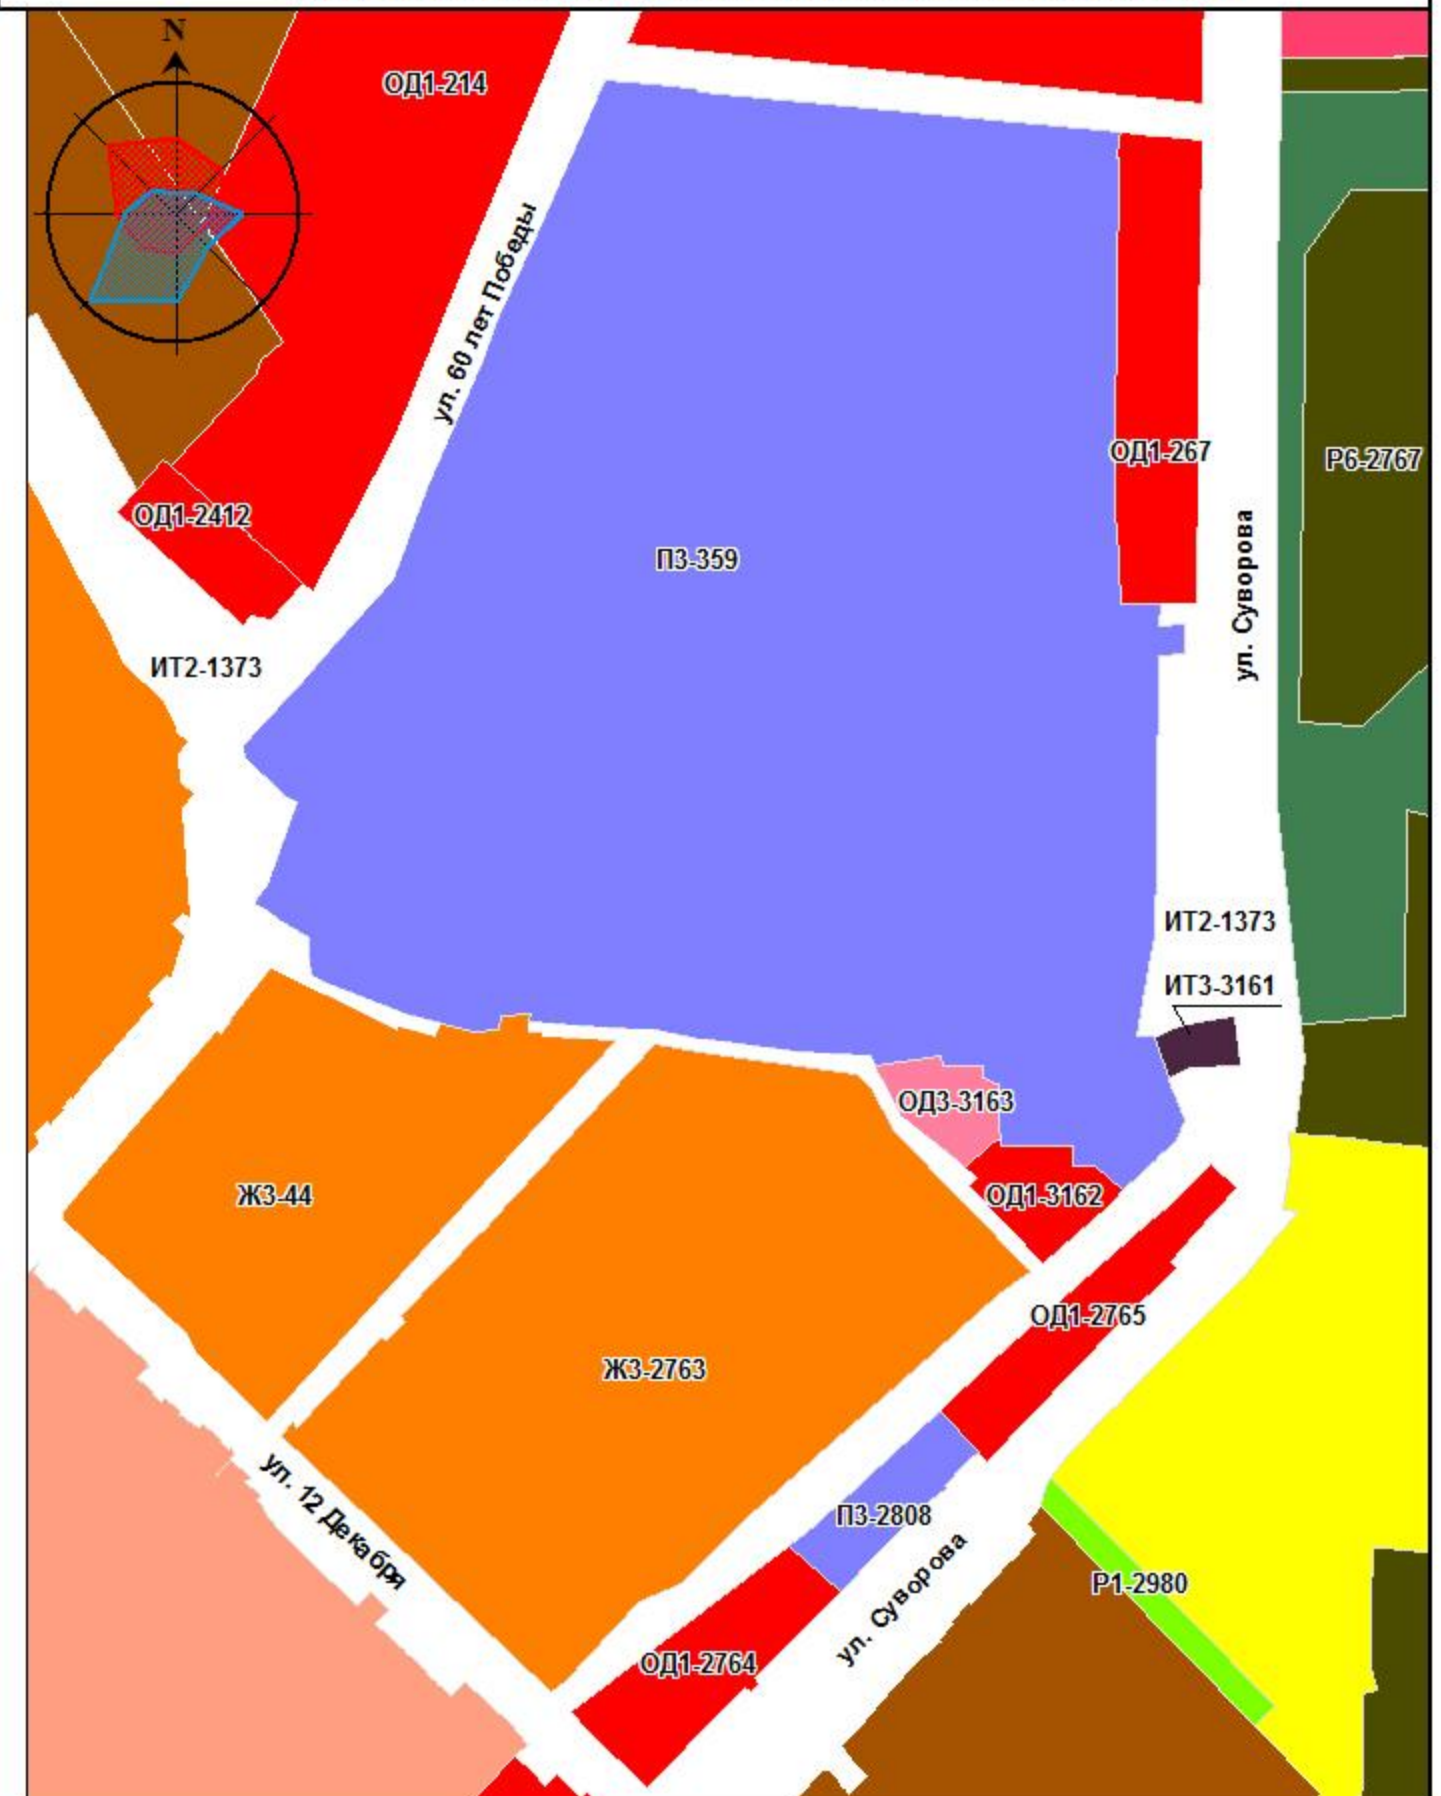 N
ОД1-214
ул. 60 лет Победы
ОД1-267
Р6-2767
ОД1-2412
П3-359
ул. Суворова
ИТ2-1373
ИТ2-1373
ИТ3-3161
ОД3-3163
Ж3-44
ОД1-3162
ОД1-2765
Ж3-2763
ул. 12 Декабря
П3-2808
ул. Суворова
Р1-2980
ОД1-2764